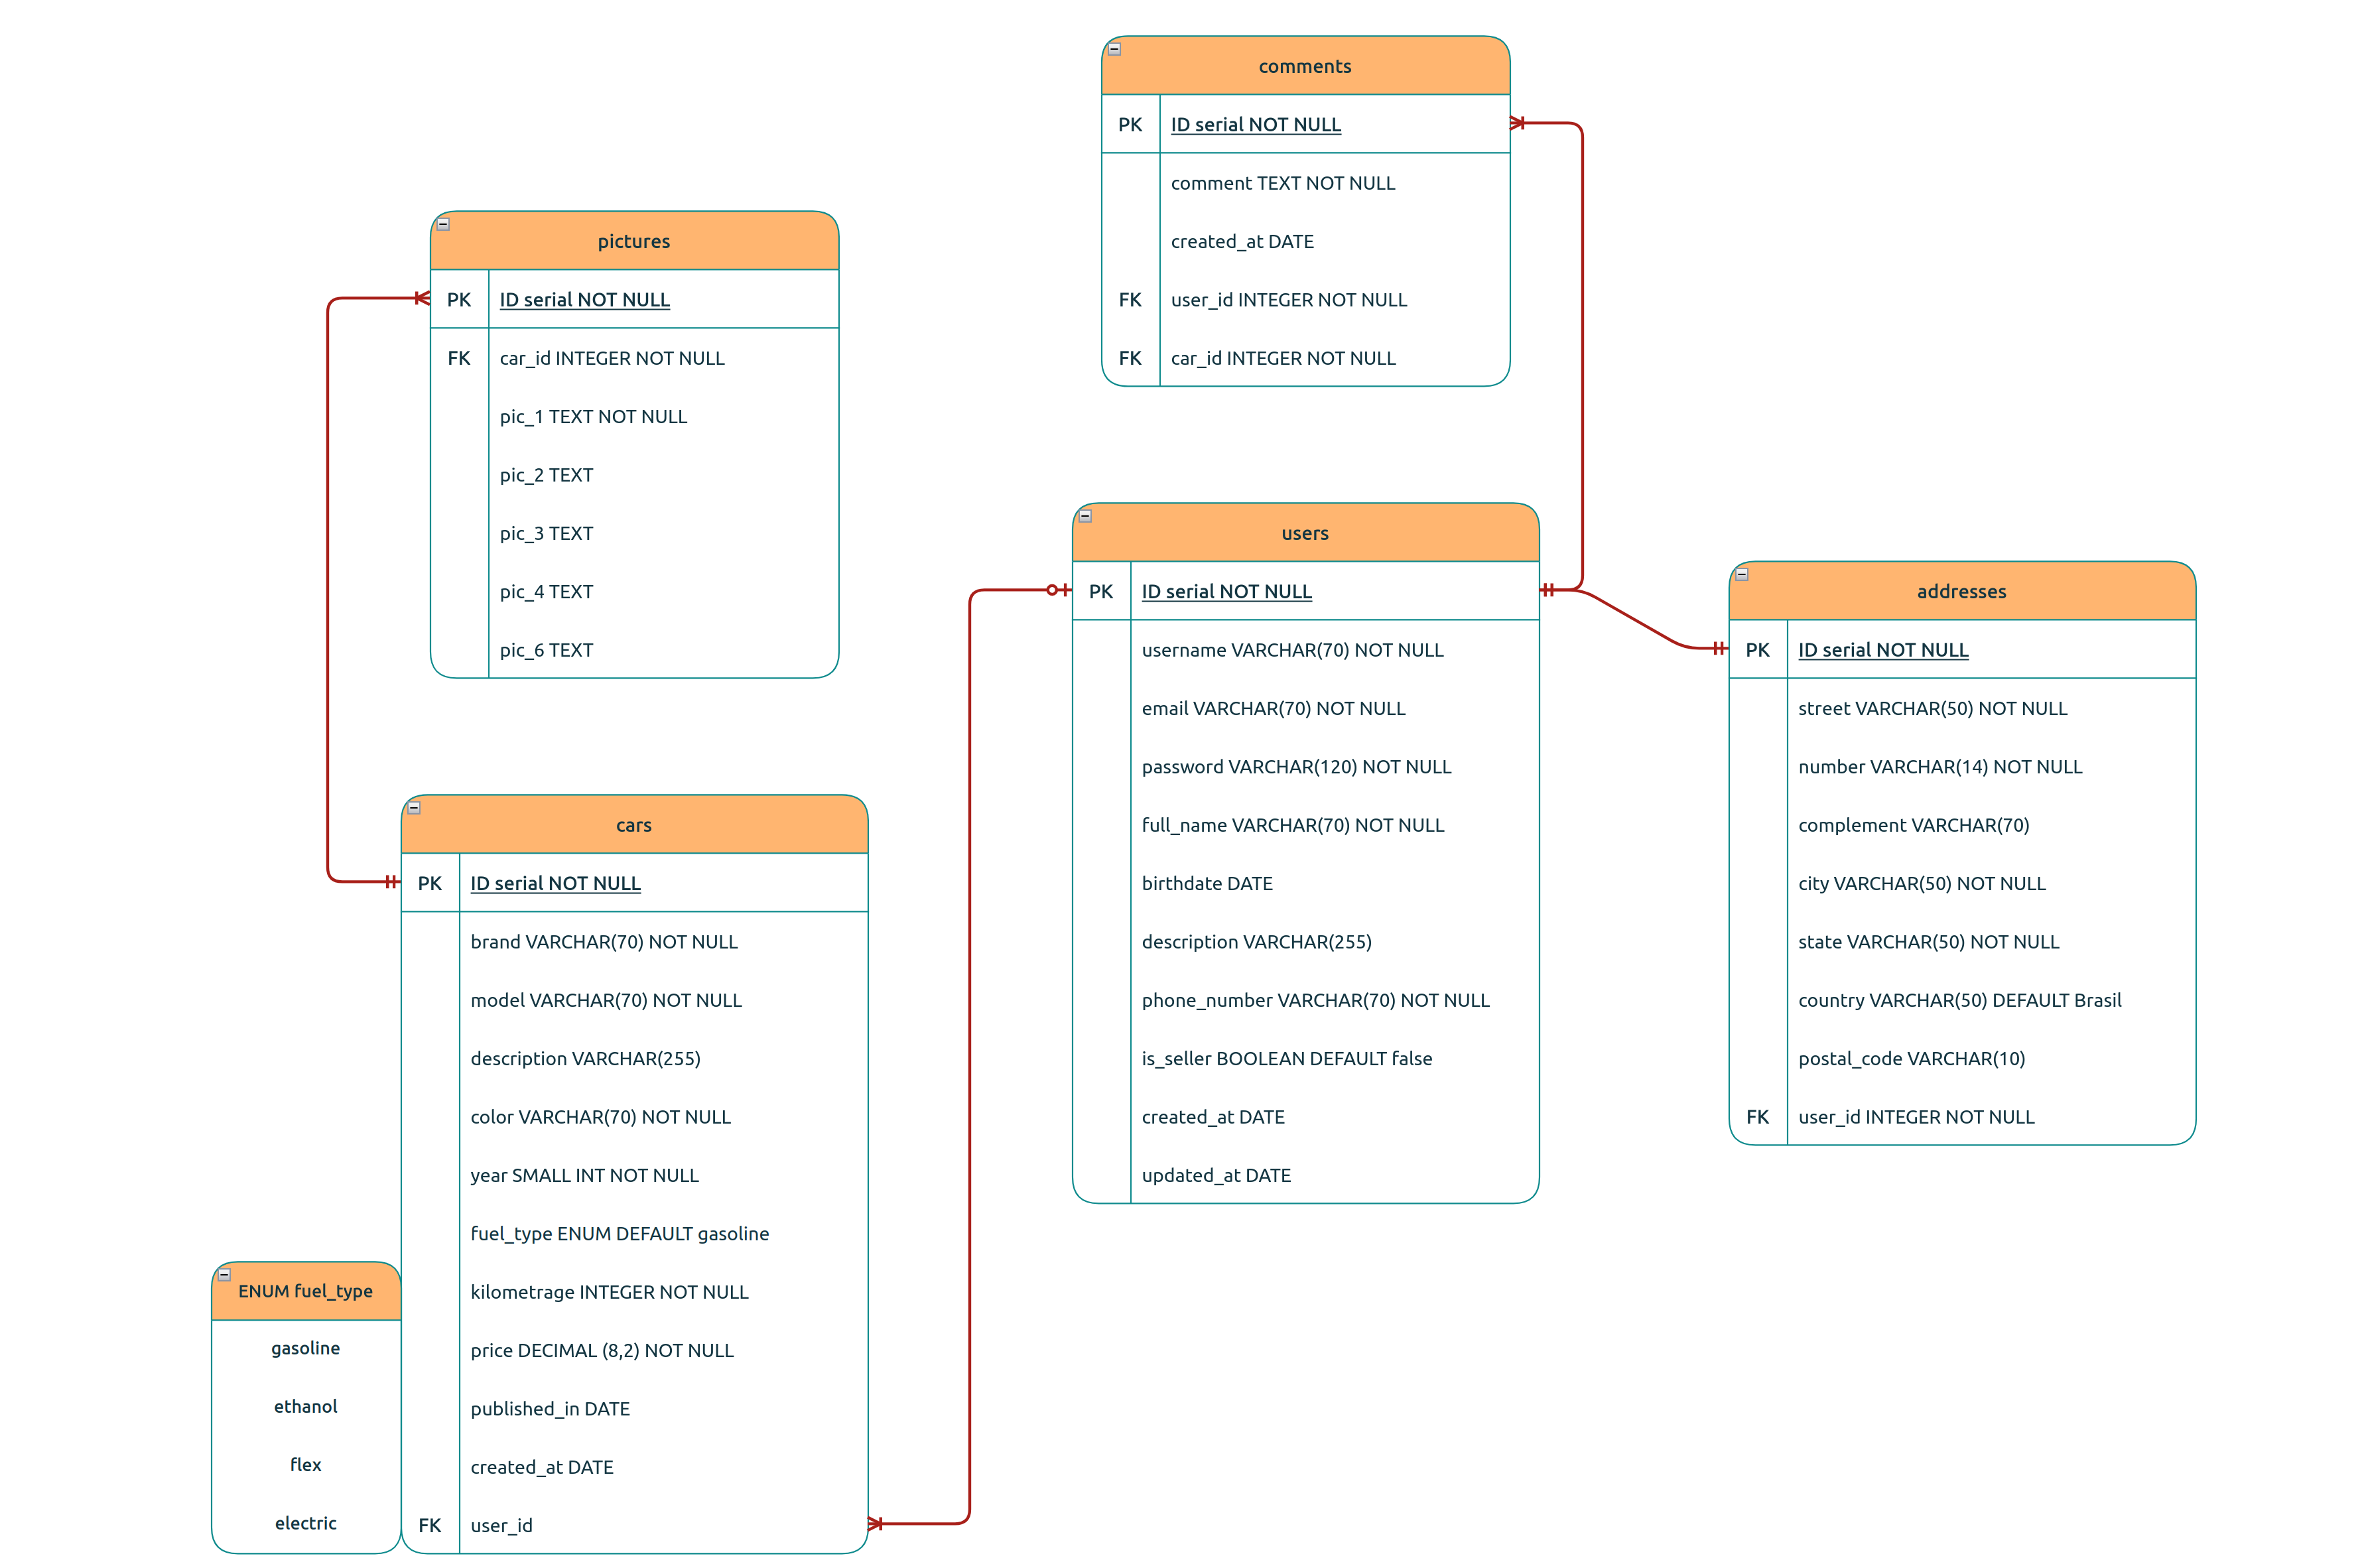 comments
PK ID serial NOT NULL
comment TEXT NOT NULL
created_at DATE
FK user_id INTEGER NOT NULL
FK car_id INTEGER NOT NULL
pictures
PK ID serial NOT NULL
FK car_id INTEGER NOT NULL
pic_1 TEXT NOT NULL
pic_2 TEXT
pic_3 TEXT
pic_4 TEXT
pic_6 TEXT
users
PK ID serial NOT NULL
username VARCHAR(70) NOT NULL
email VARCHAR(70) NOT NULL
password VARCHAR(120) NOT NULL
full_name VARCHAR(70) NOT NULL
birthdate DATE
description VARCHAR(255)
phone_number VARCHAR(70) NOT NULL
is_seller BOOLEAN DEFAULT false
created_at DATE
updated_at DATE
addresses
PK ID serial NOT NULL
street VARCHAR(50) NOT NULL
number VARCHAR(14) NOT NULL
complement VARCHAR(70)
city VARCHAR(50) NOT NULL
state VARCHAR(50) NOT NULL
country VARCHAR(50) DEFAULT Brasil
postal_code VARCHAR(10)
FK user_id INTEGER NOT NULL
cars
PK ID serial NOT NULL
brand VARCHAR(70) NOT NULL
model VARCHAR(70) NOT NULL
description VARCHAR(255)
color VARCHAR(70) NOT NULL
year SMALL INT NOT NULL
fuel_type ENUM DEFAULT gasoline
kilometrage INTEGER NOT NULL
price DECIMAL (8,2) NOT NULL
published_in DATE
created_at DATE
FK user_id
ENUM fuel_type
gasoline
ethanol
flex
electric